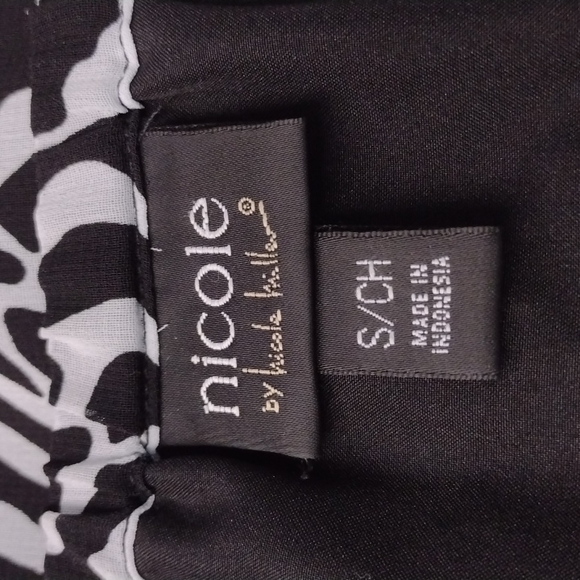 nicole
by nicole miller®
S/CH
MADE IN
INDONESIA